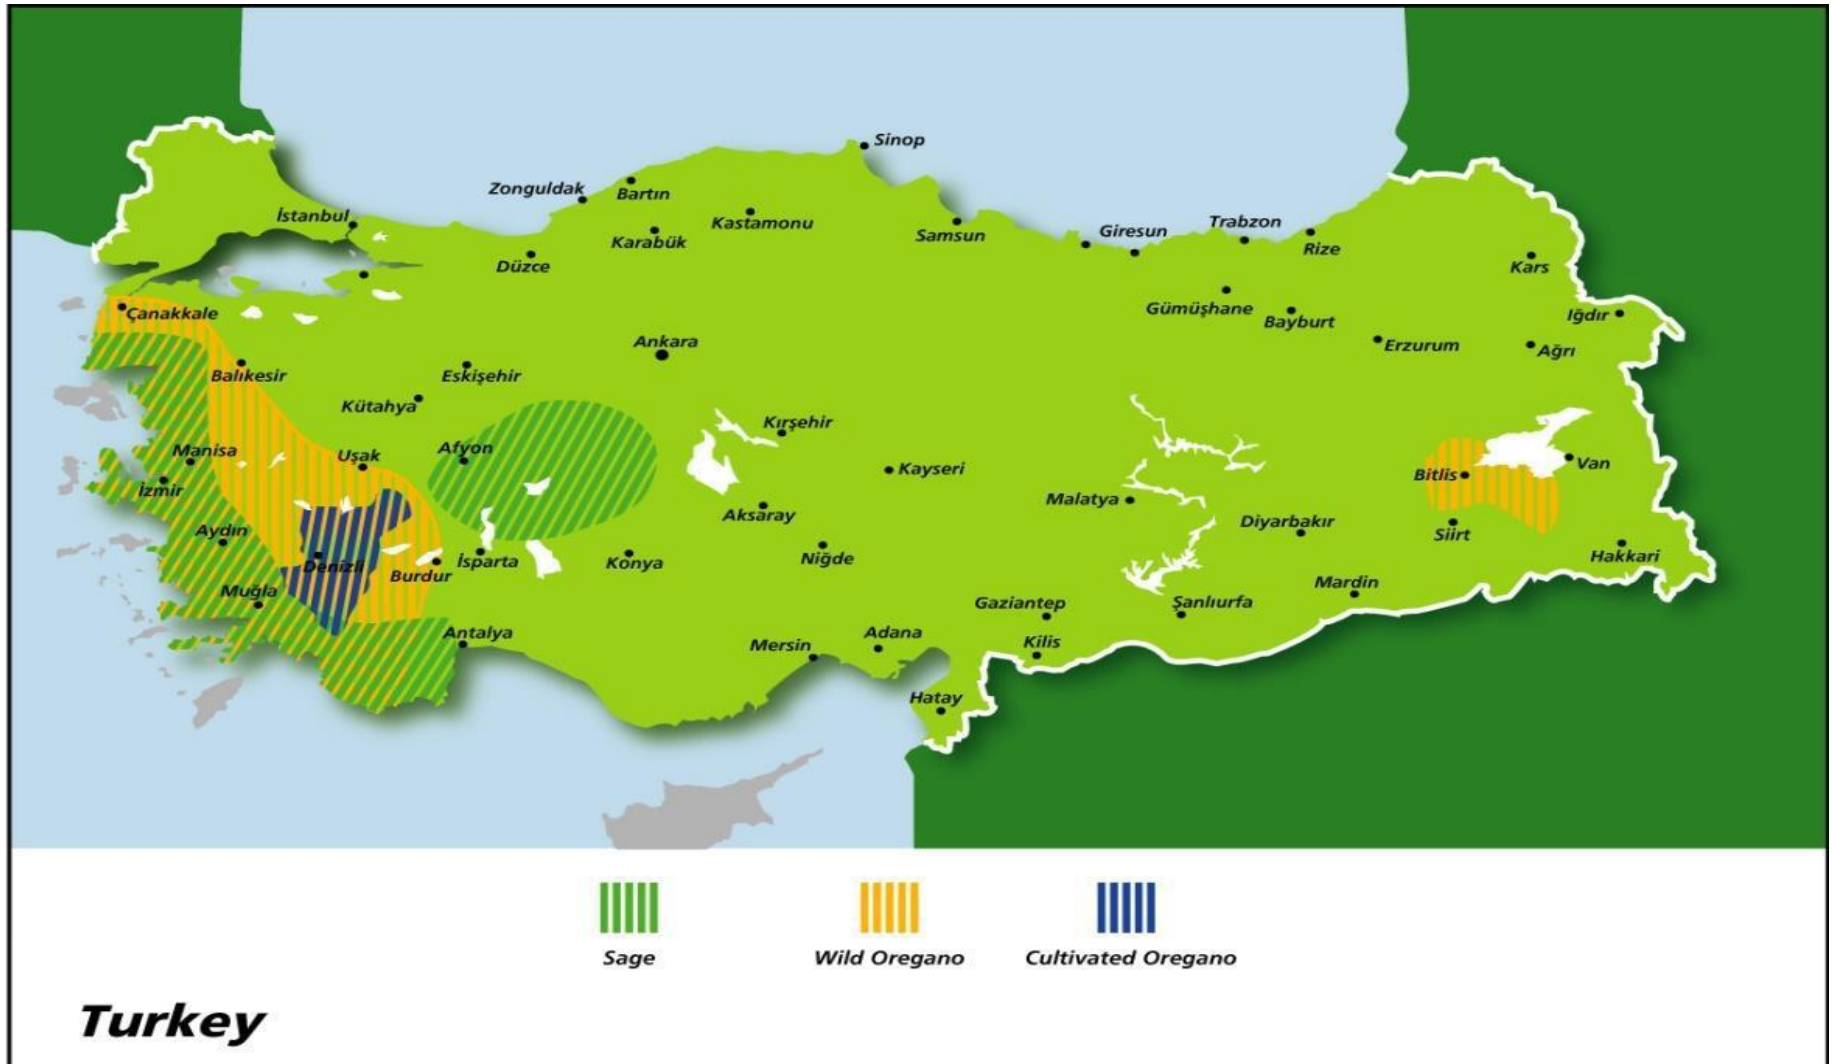 Sinop
Zonguldak
Bartın
Kastamonu
İstanbul
Karabük
Samsun
Giresun
Trabzon
Rize
Düzce
Kars
Çanakkale
Gümüşhane
Bayburt
Iğdır
Ankara
Erzurum
Ağrı
Balıkesir
Eskişehir
Kütahya
Kırşehir
Manisa
Uşak
Afyon
Kayseri
Bitlis
Van
İzmir
Malatya
Aksaray
Aydın
Diyarbakır
Siirt
Denizli
Burdur
İsparta
Konya
Niğde
Hakkari
Muğla
Mardin
Gaziantep
Şanlıurfa
Antalya
Mersin
Adana
Kilis
Hatay
Sage
Wild Oregano
Cultivated Oregano
Turkey